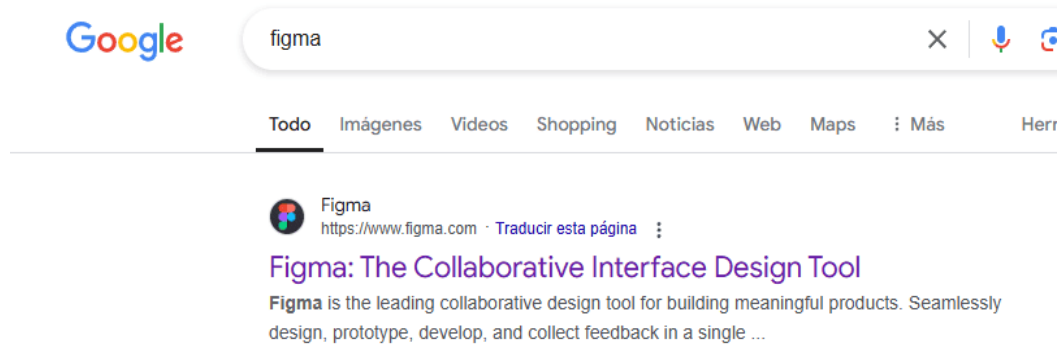 Google
figma
Todo Imágenes Videos Shopping Noticias Web Maps Más
Figma
https://www.figma.com · Traducir esta página
Figma: The Collaborative Interface Design Tool
Figma is the leading collaborative design tool for building meaningful products. Seamlessly
design, prototype, develop, and collect feedback in a single ...